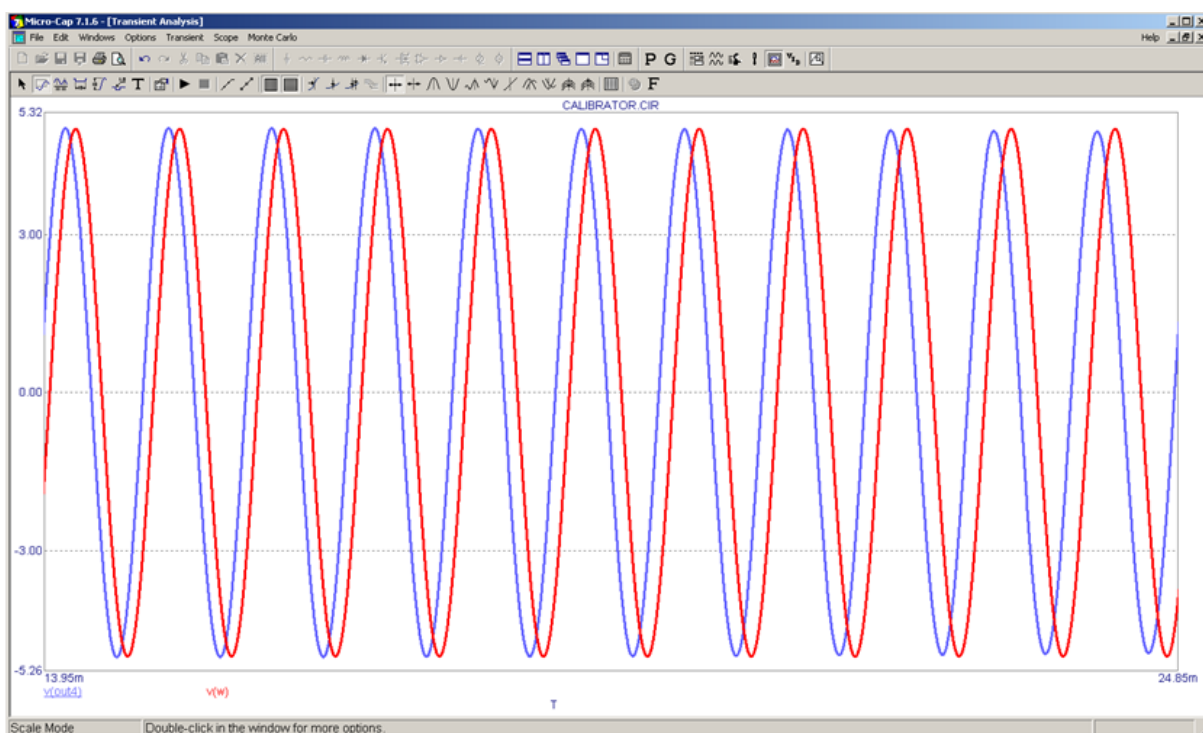 Micro-Cap 7.1.6 - [Transient Analysis]
File Edit Windows Options Transient Scope Monte Carlo Help
P G
T F
CALIBRATOR.CIR
5.32
3.00
0.00
-3.00
-5.26
13.95m 24.85m
v(out4) v(w)
T
Scale Mode Double-click in the window for more options.